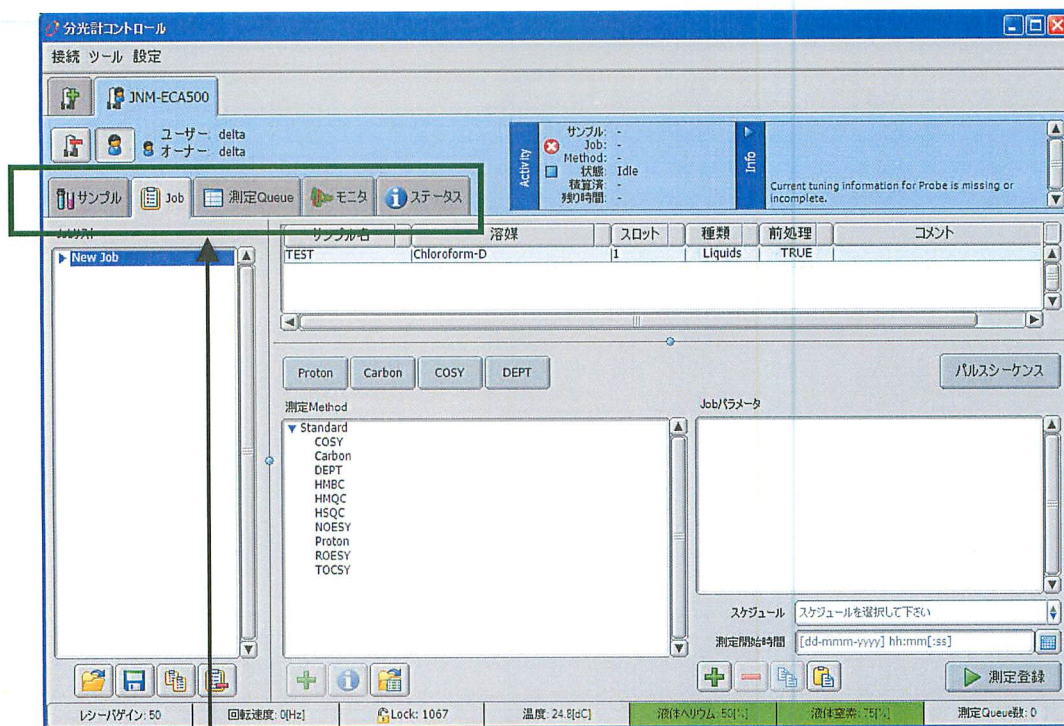 分光計コントロール
接続 ツール 設定
JNM-ECA500
ユーザー: delta
オーナー: delta
Activity
サンプル: -
Job: -
Method: -
状態: Idle
積算済: -
残り時間: -
Info
Current tuning information for Probe is missing or
incomplete.
サンプル Job 測定Queue モニタ ステータス
Jobリスト
New Job
サンプル名 溶媒 スロット 種類 前処理 コメント
TEST Chloroform-D 1 Liquids TRUE
Proton Carbon COSY DEPT パルスシーケンス
測定Method
Standard
COSY
Carbon
DEPT
HMBC
HMQC
HSQC
NOESY
Proton
ROESY
TOCSY
Jobパラメータ
スケジュール スケジュールを選択して下さい
測定開始時間 [dd-mmm-yyyy] hh:mm[:ss]
測定登録
レシーバゲイン: 50 回転速度: 0[Hz] Lock: 1067 温度: 24.8[dC] 液体ヘリウム: 50[%] 液体窒素: 75[%] 測定Queue数: 0